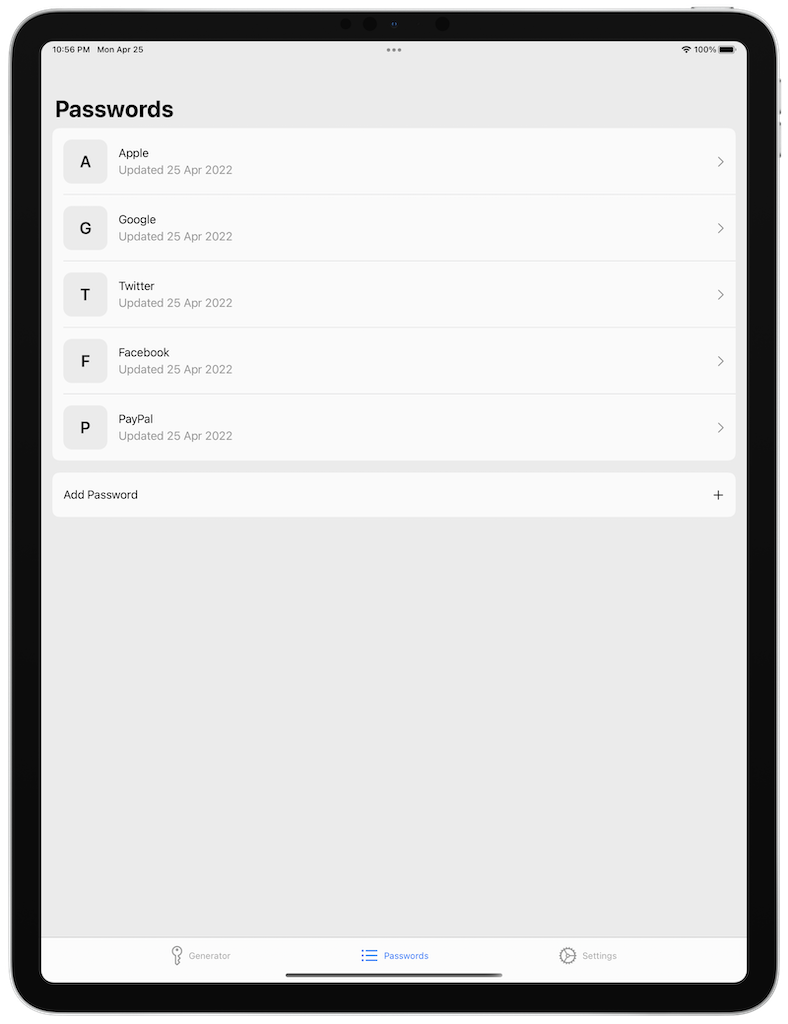 10:56 PM Mon Apr 25
100%
Passwords
A
Apple
Updated 25 Apr 2022
G
Google
Updated 25 Apr 2022
T
Twitter
Updated 25 Apr 2022
F
Facebook
Updated 25 Apr 2022
P
PayPal
Updated 25 Apr 2022
Add Password +
Generator
Passwords
Settings